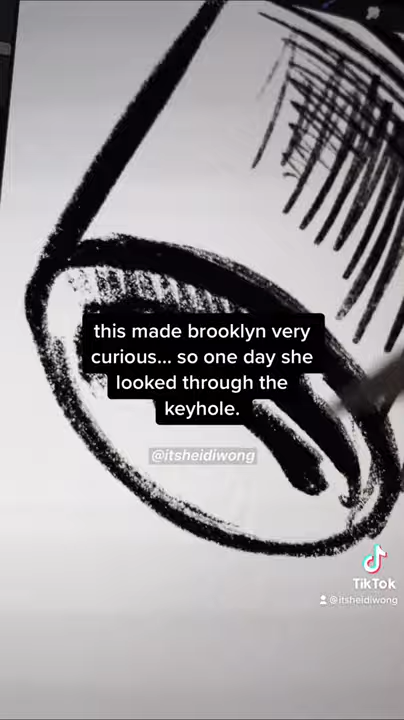 this made brooklyn very
curious... so one day she
looked through the
keyhole.
@itsheidiwong
TikTok
@itsheidiwong